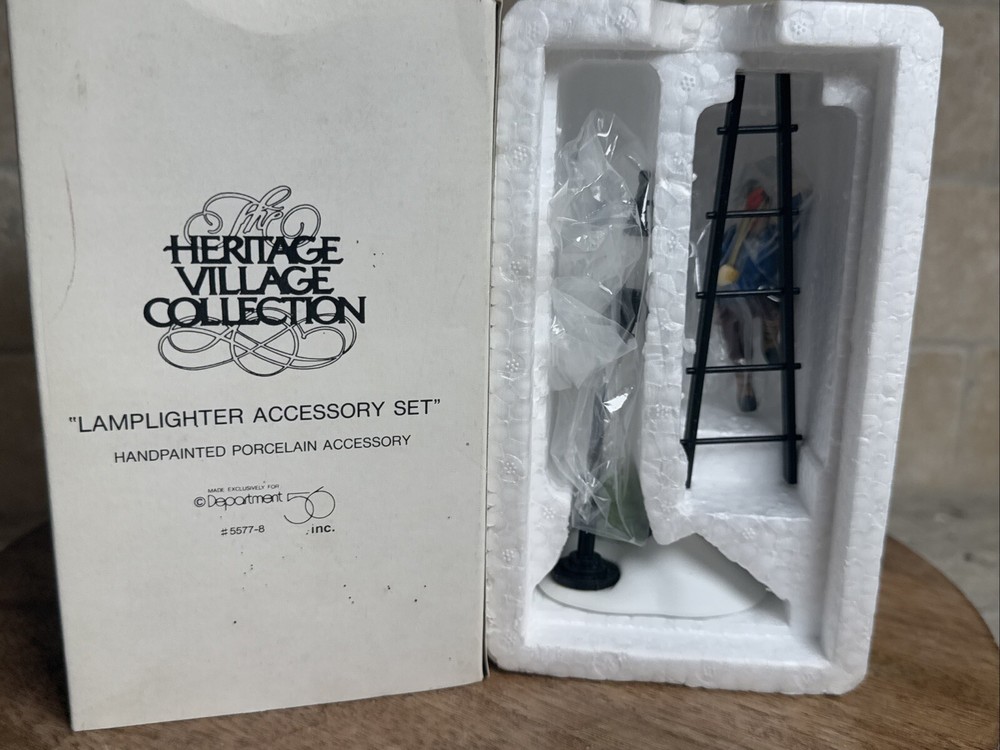 The
HERITAGE
VILLAGE
COLLECTION
"LAMPLIGHTER ACCESSORY SET"
HANDPAINTED PORCELAIN ACCESSORY
MADE EXCLUSIVELY FOR
©Department 56
#5577-8 inc.